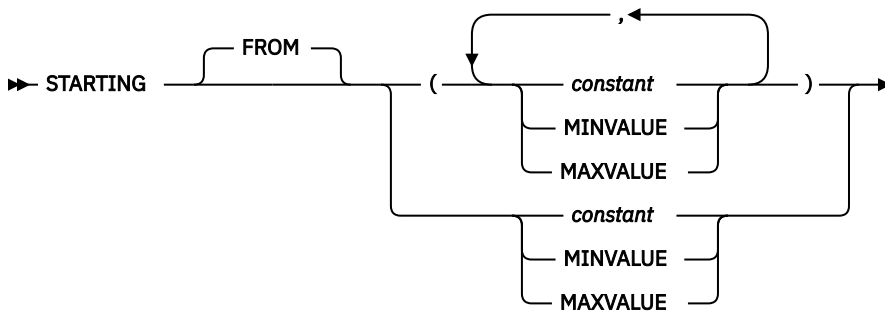 ,
FROM
STARTING ( constant )
MINVALUE
MAXVALUE
constant
MINVALUE
MAXVALUE